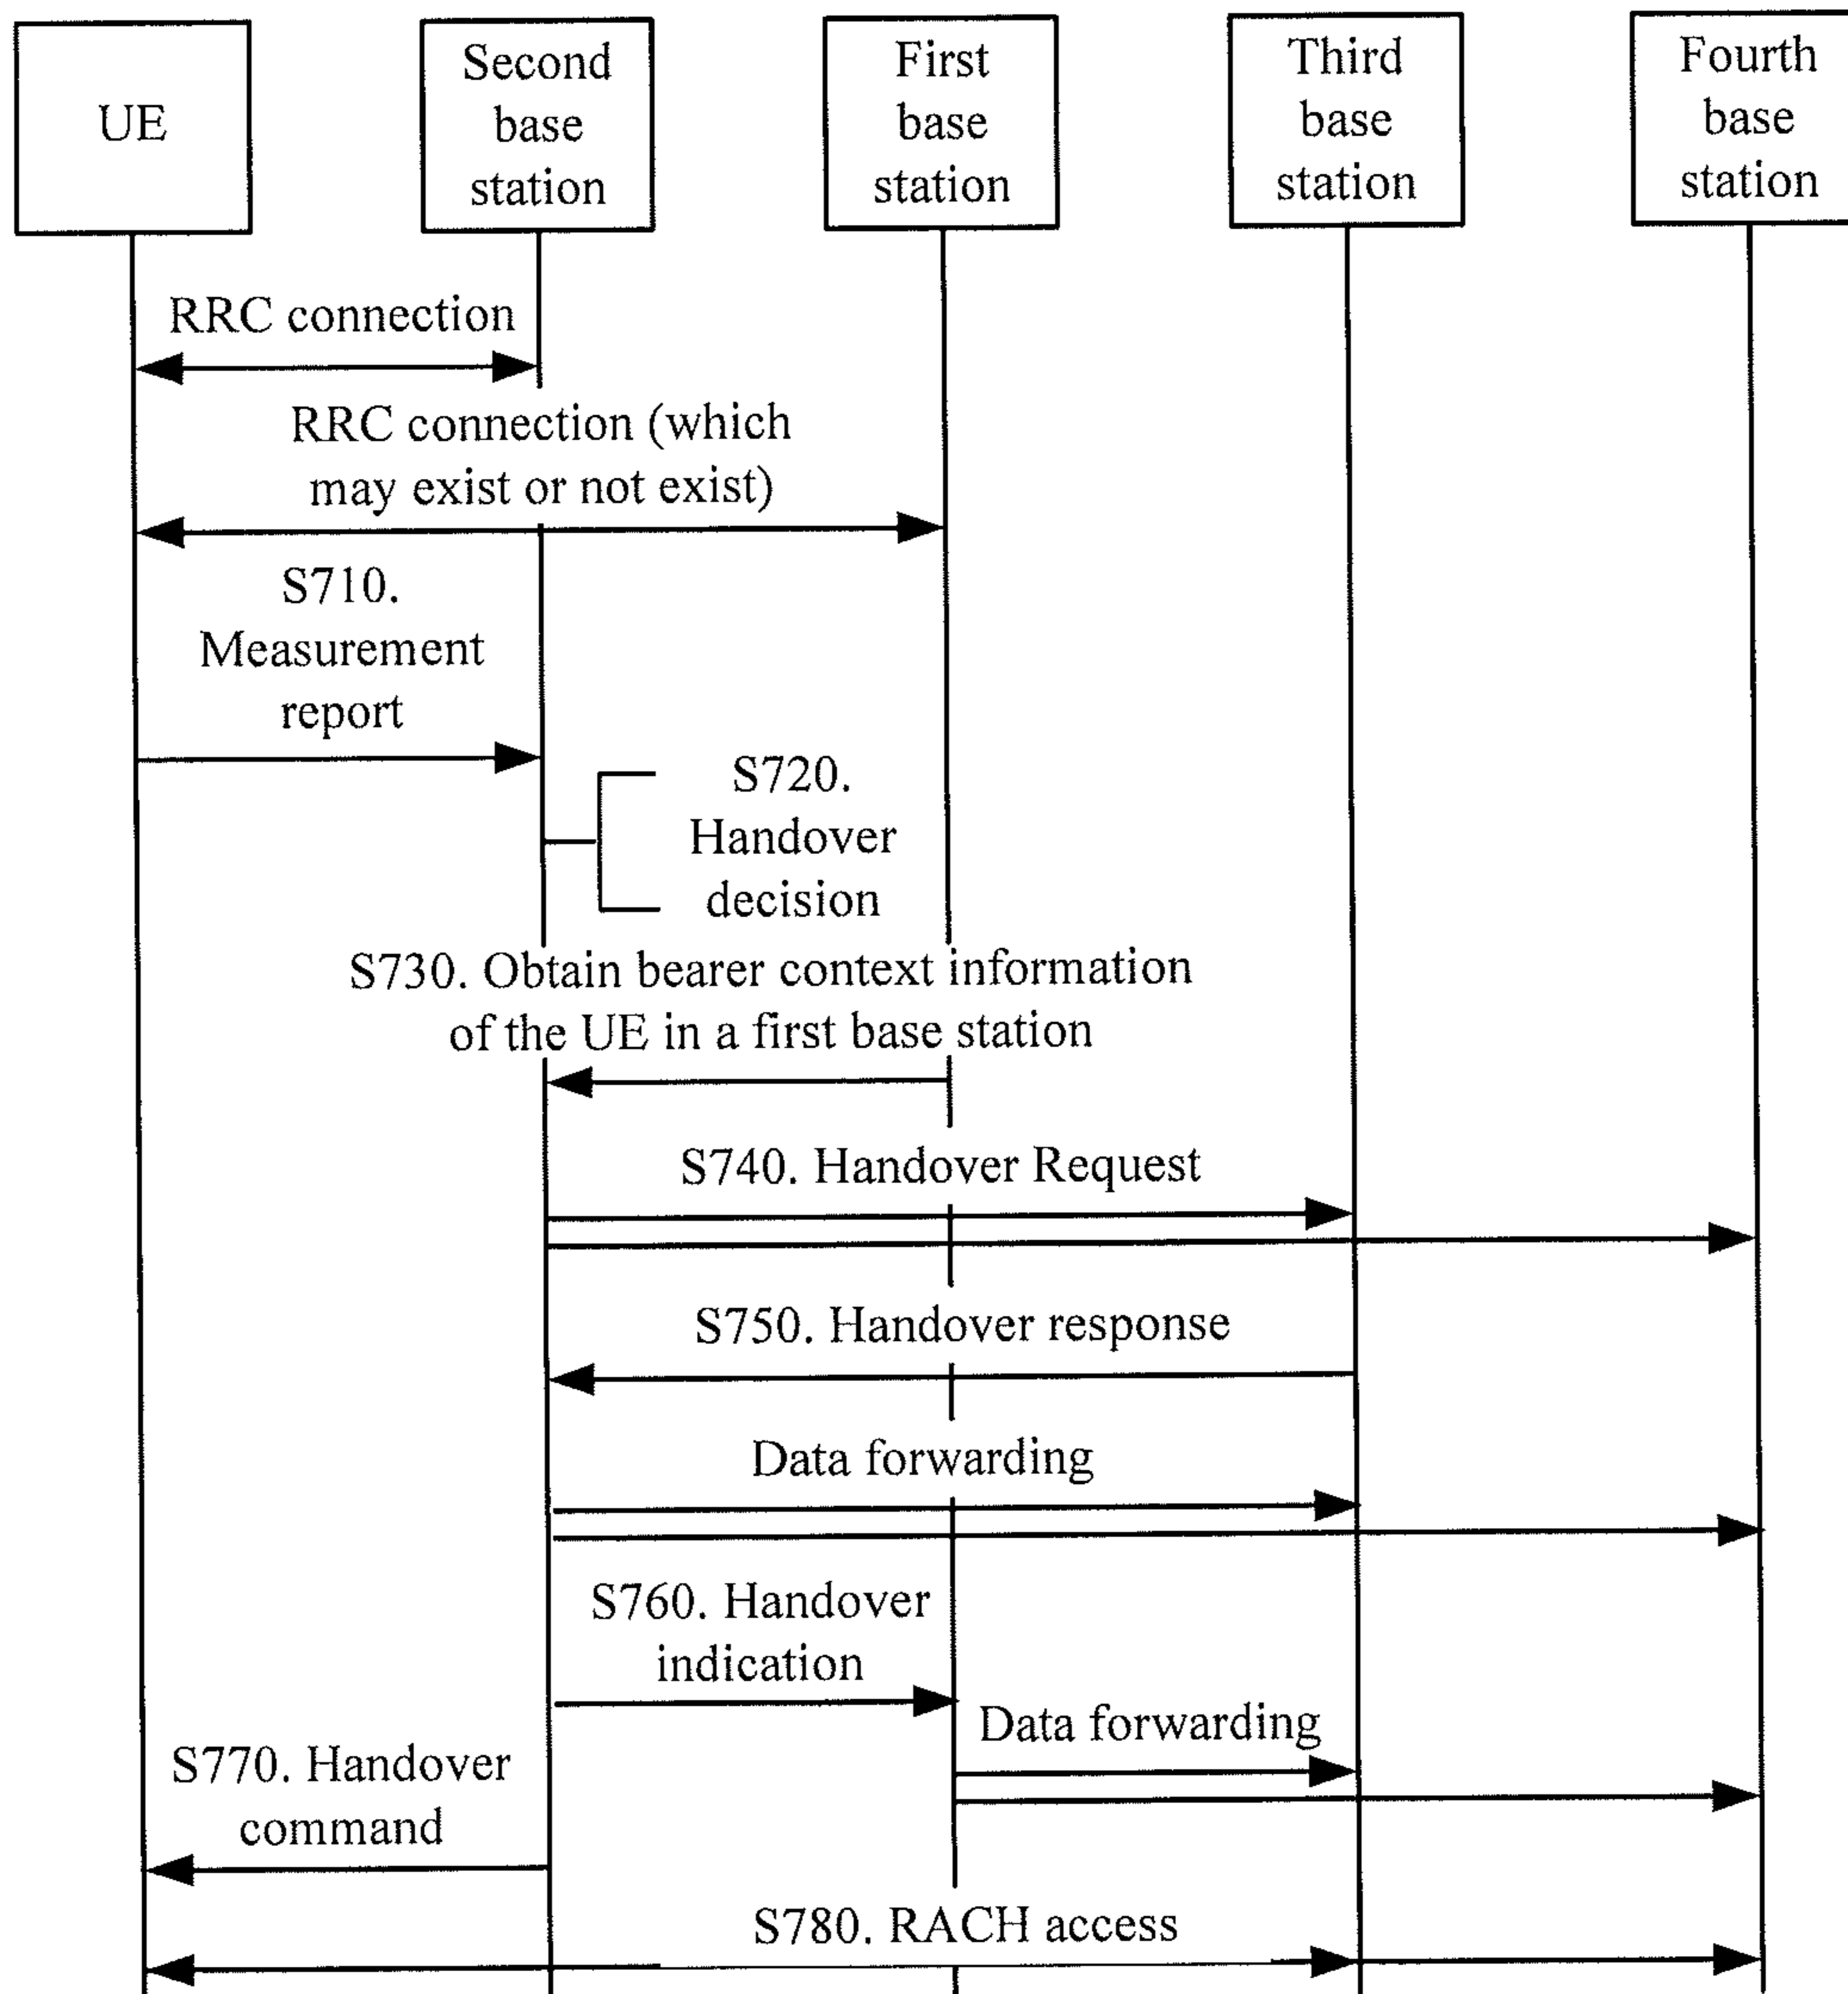 UE
Second
base
station
First
base
station
Third
base
station
Fourth
base
station
RRC connection
RRC connection (which
may exist or not exist)
S710.
Measurement
report
S720.
Handover
decision
S730. Obtain bearer context information
of the UE in a first base station
S740. Handover Request
S750. Handover response
Data forwarding
S760. Handover
indication
Data forwarding
S770. Handover
command
S780. RACH access